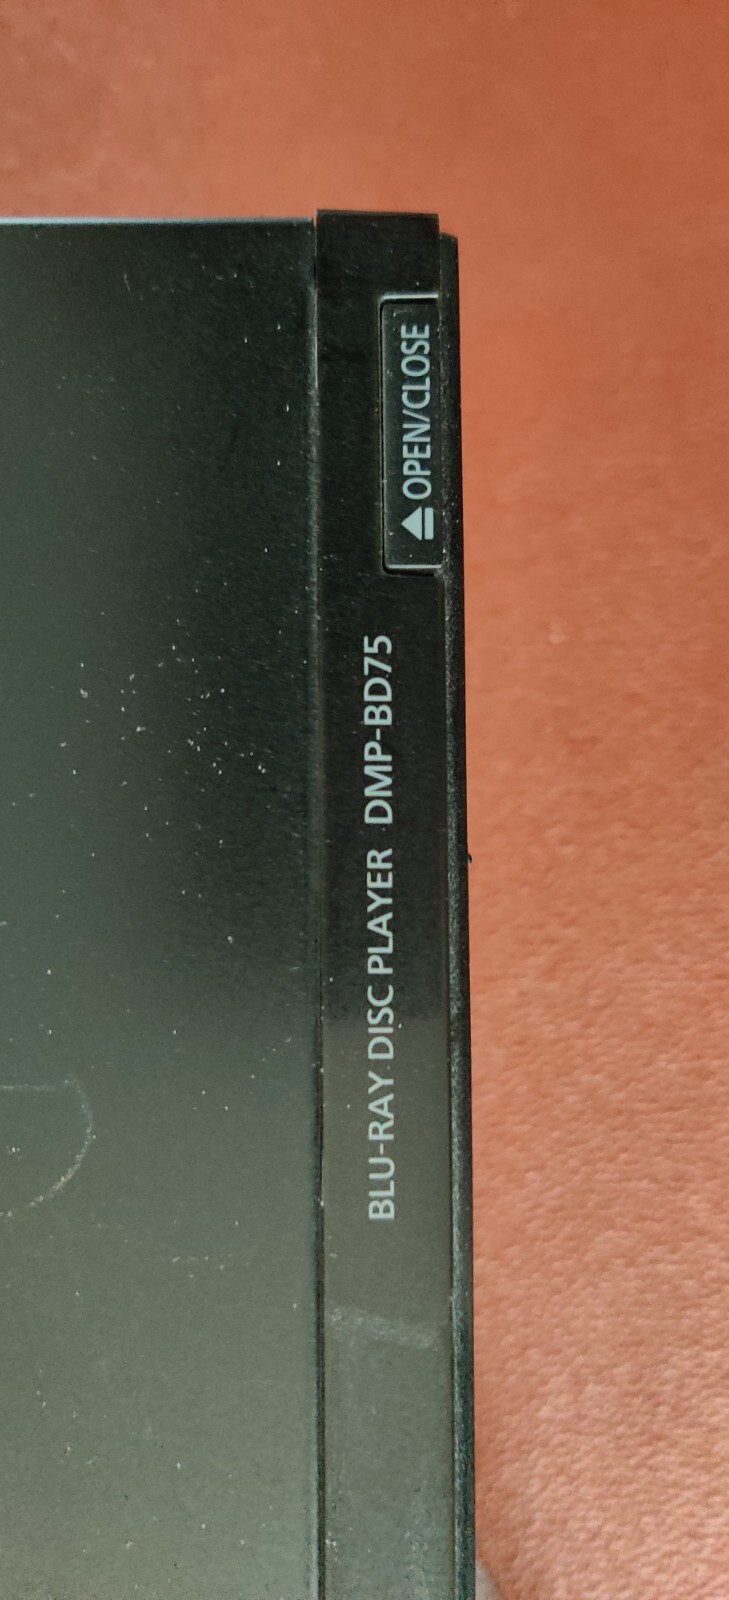 ⏏OPEN/CLOSE
BLU-RAY DISC PLAYER DMP-BD75